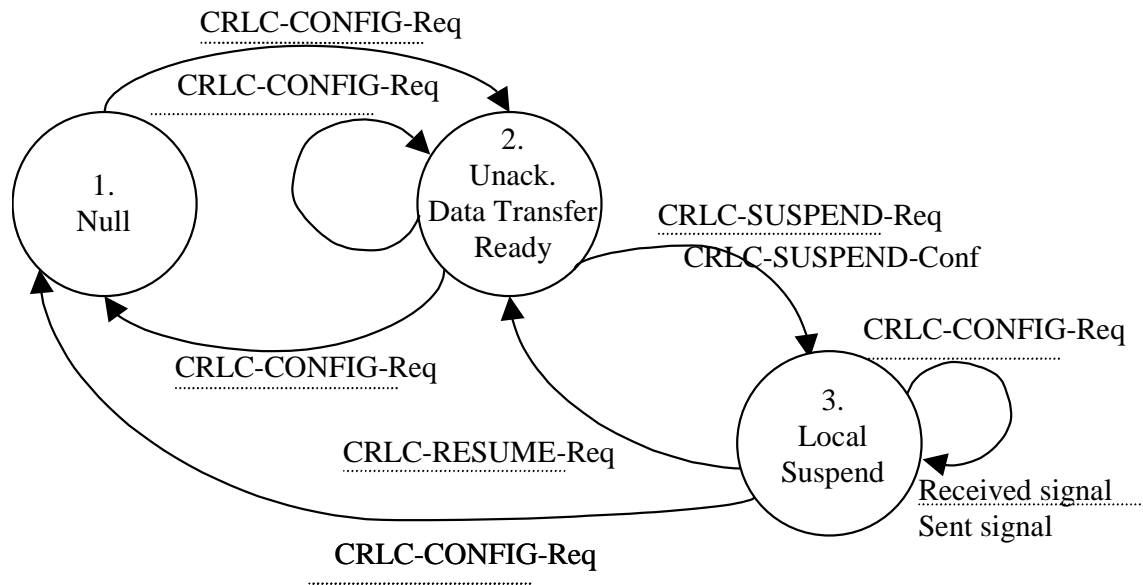 CRLC-CONFIG-Req
CRLC-CONFIG-Req
1.
Null
2.
Unack.
Data Transfer
Ready
CRLC-SUSPEND-Req
CRLC-SUSPEND-Conf
CRLC-CONFIG-Req
CRLC-CONFIG-Req
3.
Local
Suspend
CRLC-RESUME-Req
Received signal
Sent signal
CRLC-CONFIG-Req